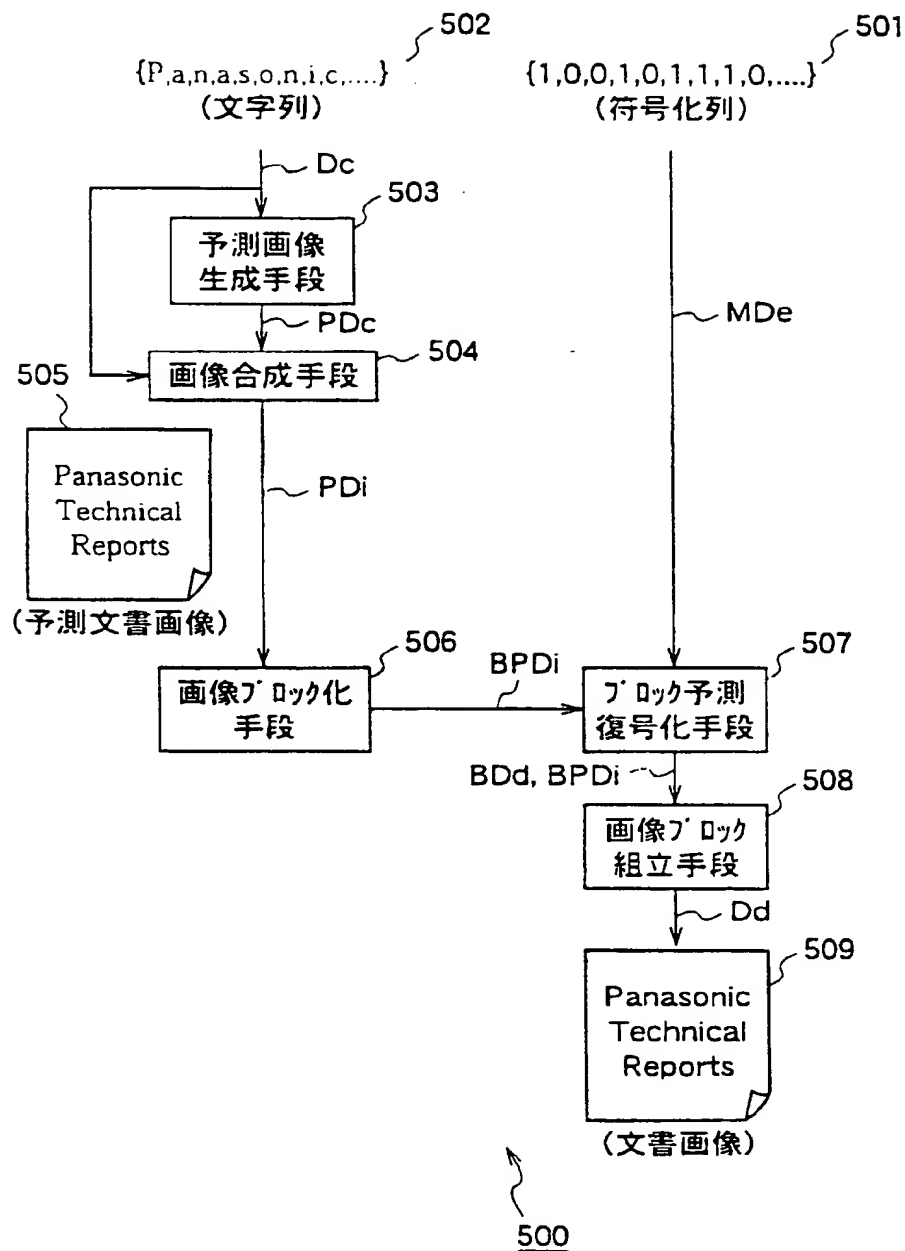 502
501
{P,a,n,a,s,o,n,i,c,....}
{1,0,0,1,0,1,1,1,0,....}
(文字列)
(符号化列)
Dc
503
予測画像
生成手段
PDc
MDe
504
画像合成手段
505
Panasonic
Technical
Reports
PDi
(予測文書画像)
506
画像ブロック化
手段
BPDi
507
ブロック予測
復号化手段
BDd, BPDi
508
画像ブロック
組立手段
Dd
509
Panasonic
Technical
Reports
(文書画像)
500